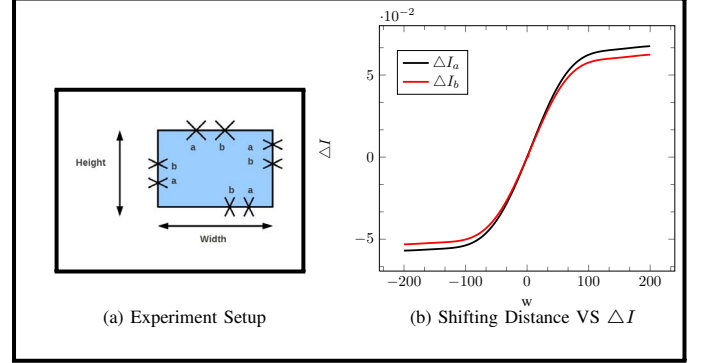 a b a
Height b b
a
b a
Width
(a) Experiment Setup
·10⁻²
△I_a
△I_b
5
0
−5
△I
−200 −100 0 100 200
w
(b) Shifting Distance VS △I